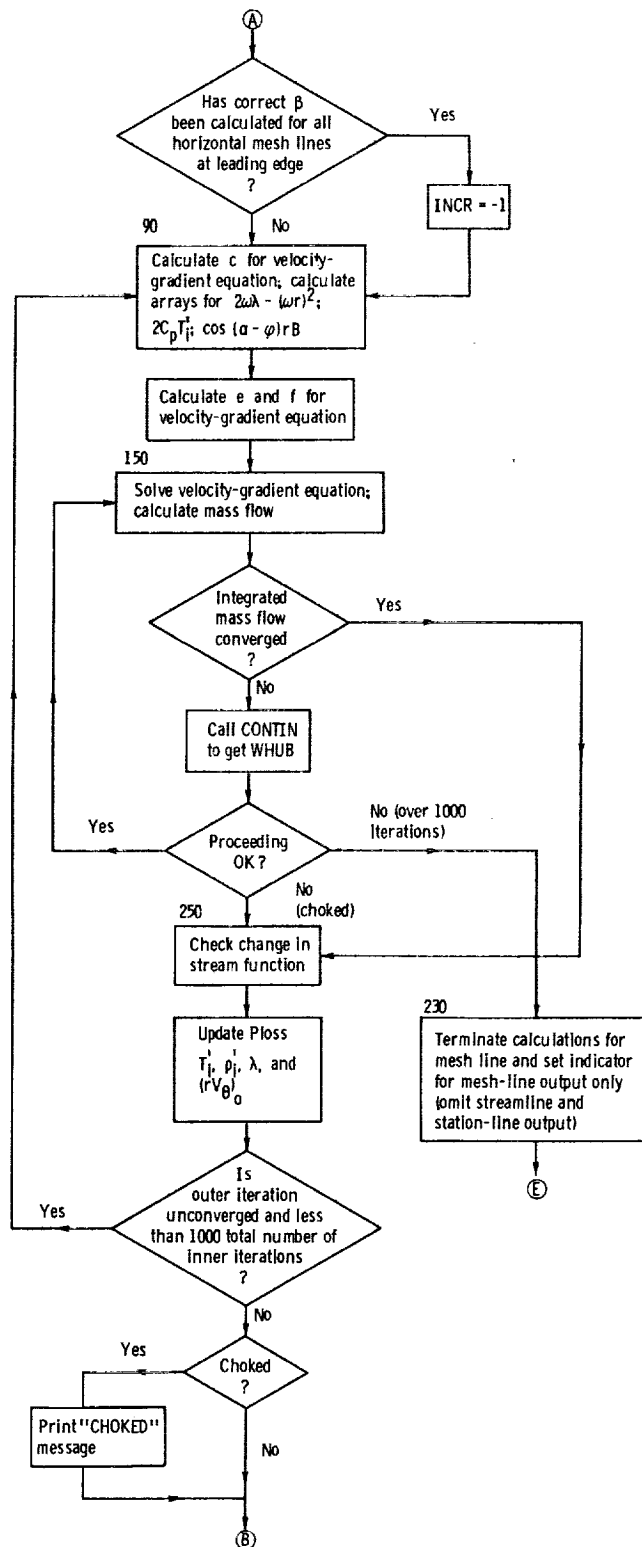 A
Has correct β
been calculated for all
horizontal mesh lines
at leading edge
?
Yes
INCR = -1
No
90
Calculate c for velocity-
gradient equation; calculate
arrays for 2ωλ - (ωr)²;
2CpTi'; cos (α - φ)rB
Calculate e and f for
velocity-gradient equation
150
Solve velocity-gradient equation;
calculate mass flow
Integrated
mass flow
converged
?
Yes
No
Call CONTIN
to get WHUB
Proceeding
OK?
Yes
No (over 1000
iterations)
No
(choked)
250
Check change in
stream function
230
Terminate calculations for
mesh line and set indicator
for mesh-line output only
(omit streamline and
station-line output)
E
Update Ploss
Ti', ρi', λ, and
(rVθ)o
Is
outer iteration
unconverged and less
than 1000 total number of
inner iterations
?
Yes
No
Choked
?
Yes
Print "CHOKED"
message
No
B